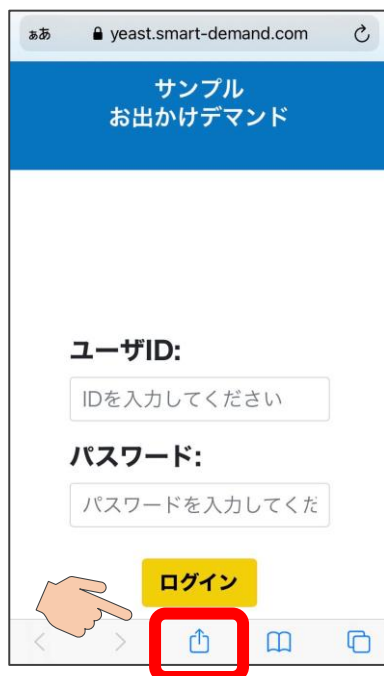 ぁあ yeast.smart-demand.com
サンプル
お出かけデマンド
ユーザID:
IDを入力してください
パスワード:
パスワードを入力してくだ
ログイン